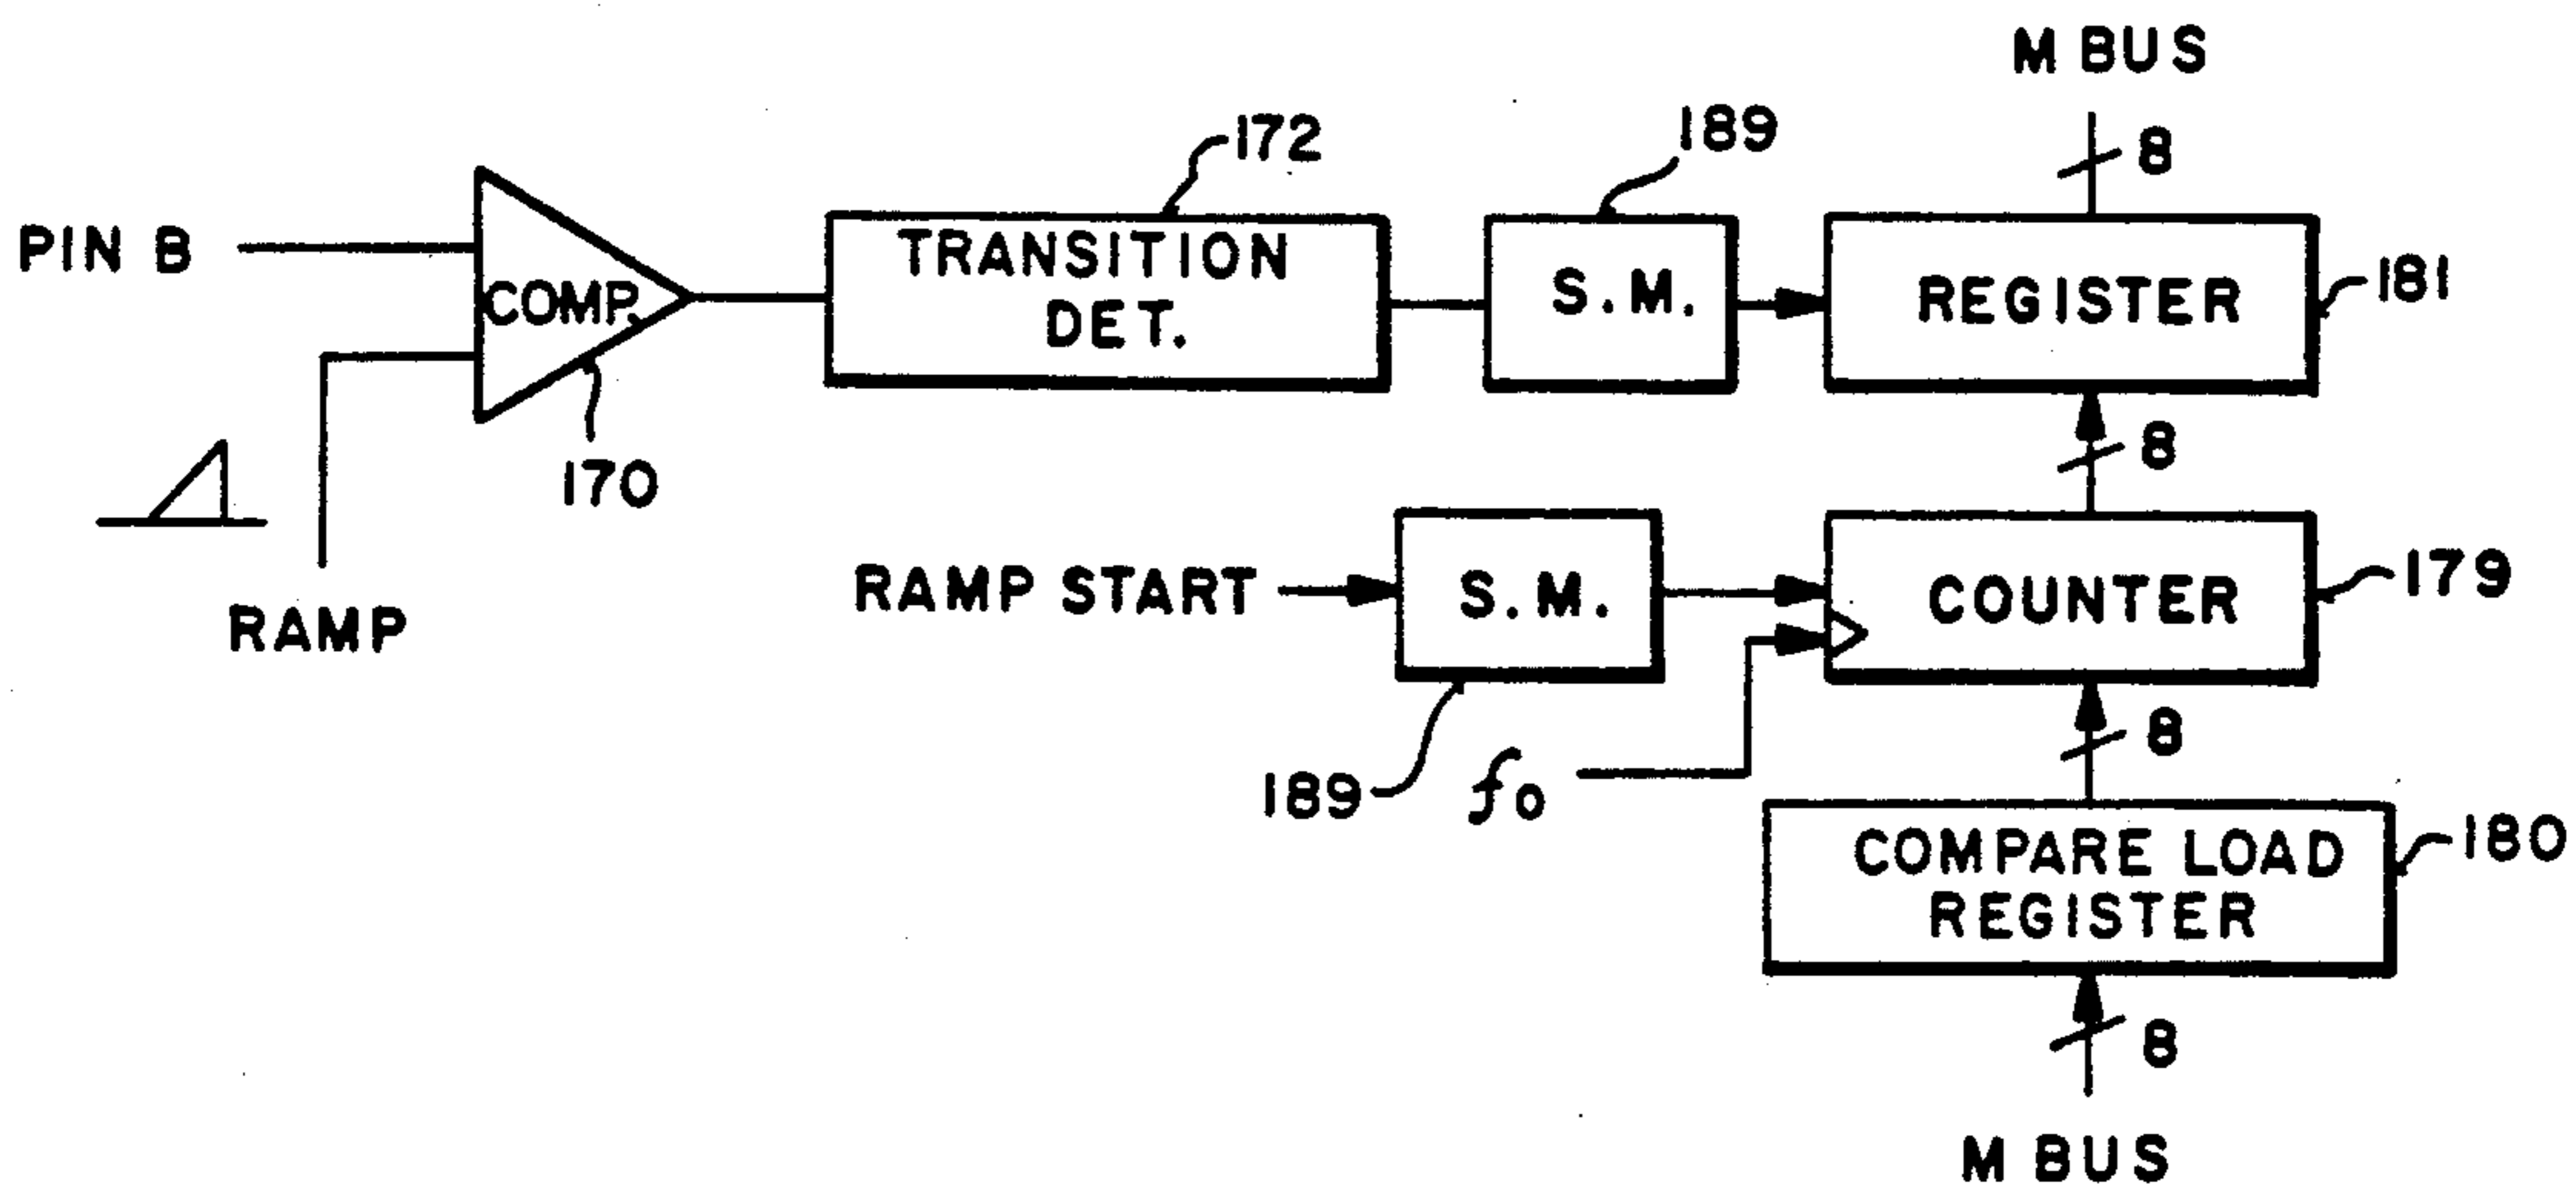 M BUS
8
172
189
PIN B
COMP.
TRANSITION
DET.
S.M.
REGISTER
181
170
8
RAMP
RAMP START
S.M.
COUNTER
179
189
fo
8
COMPARE LOAD
REGISTER
180
8
M BUS